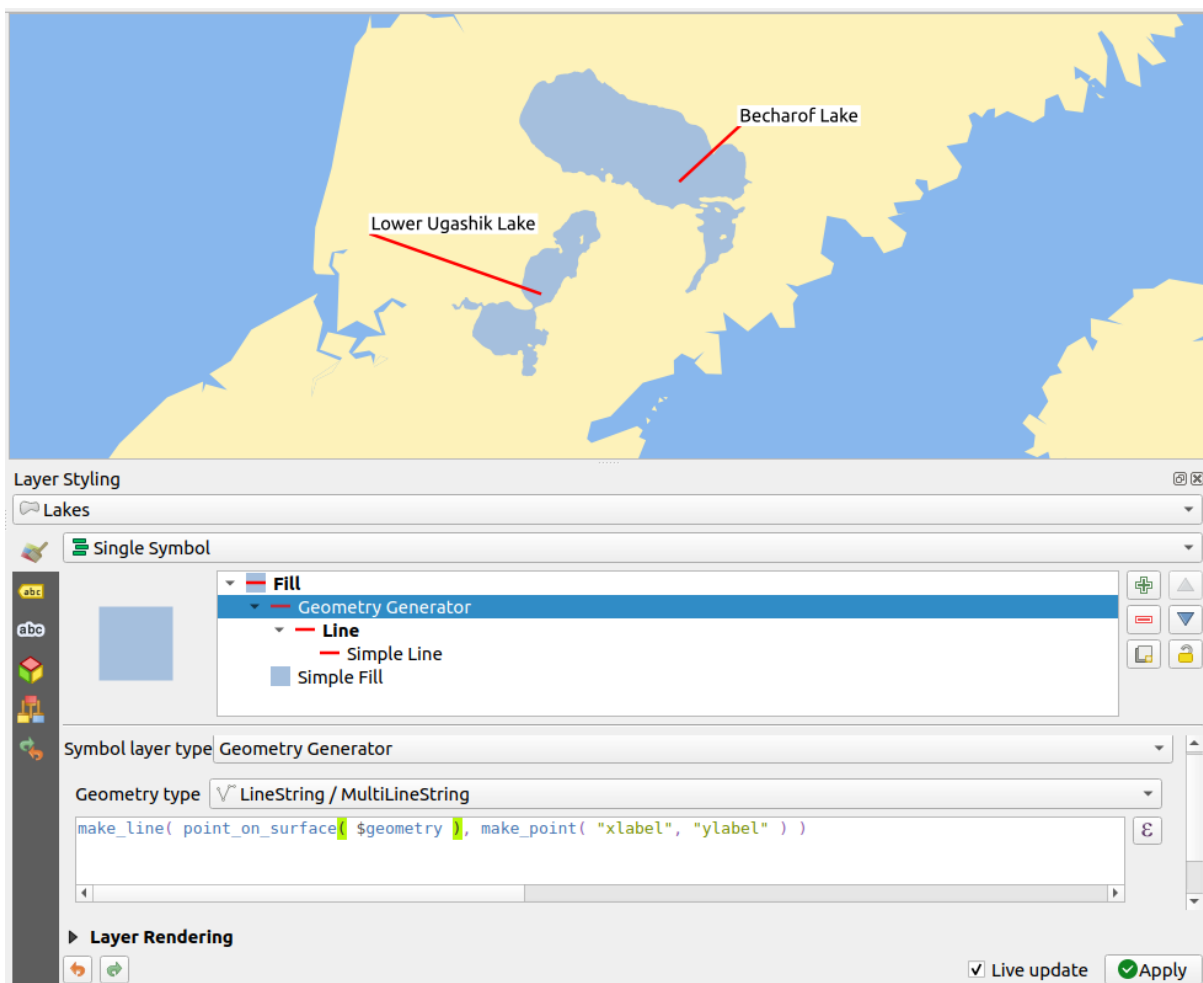 Becharof Lake
Lower Ugashik Lake
Layer Styling
Lakes
Single Symbol
abc
abc
Fill
Geometry Generator
Line
Simple Line
Simple Fill
Symbol layer type Geometry Generator
Geometry type LineString / MultiLineString
make_line( point_on_surface( $geometry ), make_point( "xlabel", "ylabel" ) )
ε
Layer Rendering
Live update
Apply